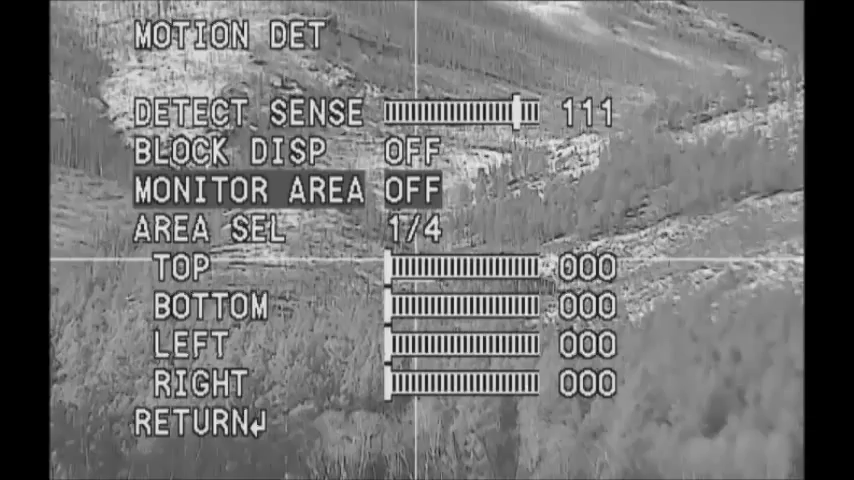 MOTION DET
DETECT SENSE 111
BLOCK DISP OFF
MONITOR AREA OFF
AREA SEL 1/4
TOP 000
BOTTOM 000
LEFT 000
RIGHT 000
RETURN↵